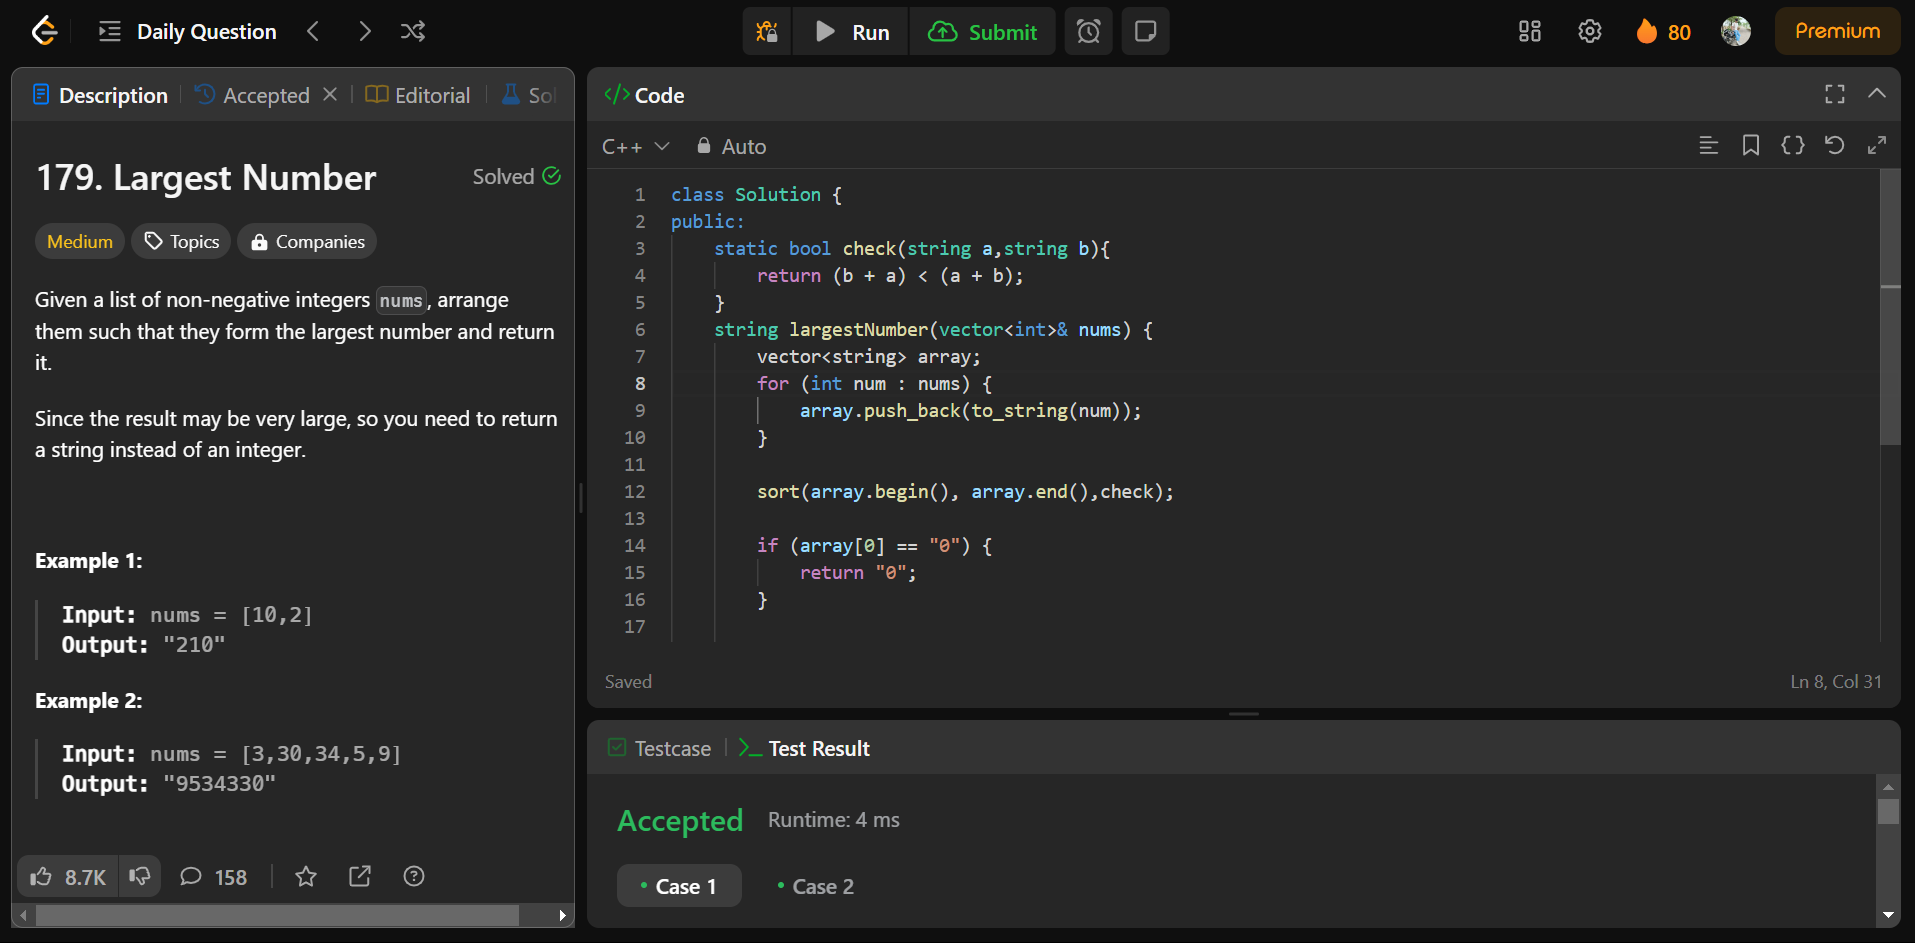 Daily Question
Run
Submit
80
Premium
Description
Accepted
Editorial
179. Largest Number
Solved
Medium
Topics
Companies
Given a list of non-negative integers nums, arrange
them such that they form the largest number and return
it.
Since the result may be very large, so you need to return
a string instead of an integer.
Example 1:
Input: nums = [10,2]
Output: "210"
Example 2:
Input: nums = [3,30,34,5,9]
Output: "9534330"
8.7K
158
</> Code
C++
Auto
1 class Solution {
2 public:
3 static bool check(string a,string b){
4 return (b + a) < (a + b);
5 }
6 string largestNumber(vector<int>& nums) {
7 vector<string> array;
8 for (int num : nums) {
9 array.push_back(to_string(num));
10 }
11
12 sort(array.begin(), array.end(),check);
13
14 if (array[0] == "0") {
15 return "0";
16 }
17
Saved
Ln 8, Col 31
Testcase
Test Result
Accepted
Runtime: 4 ms
Case 1
Case 2